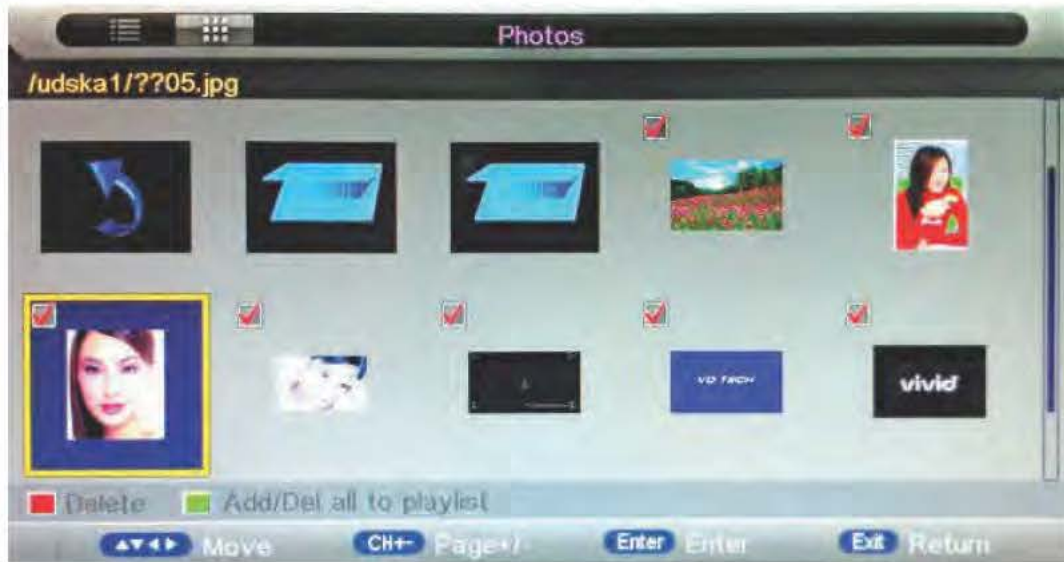 Photos
/udska1/??05.jpg
VO TECH
vivid
Delete Add/Del all to playlist
Move CH+- Page+/- Enter Enter Exit Return